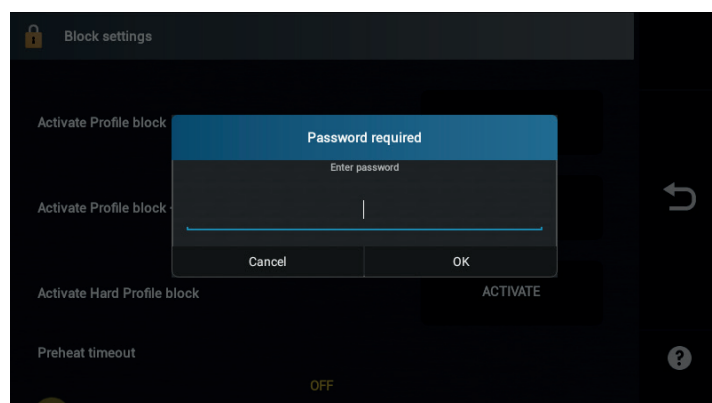 Block settings
Activate Profile block
Password required
Enter password
Activate Profile block
Cancel
OK
Activate Hard Profile block
ACTIVATE
Preheat timeout
OFF